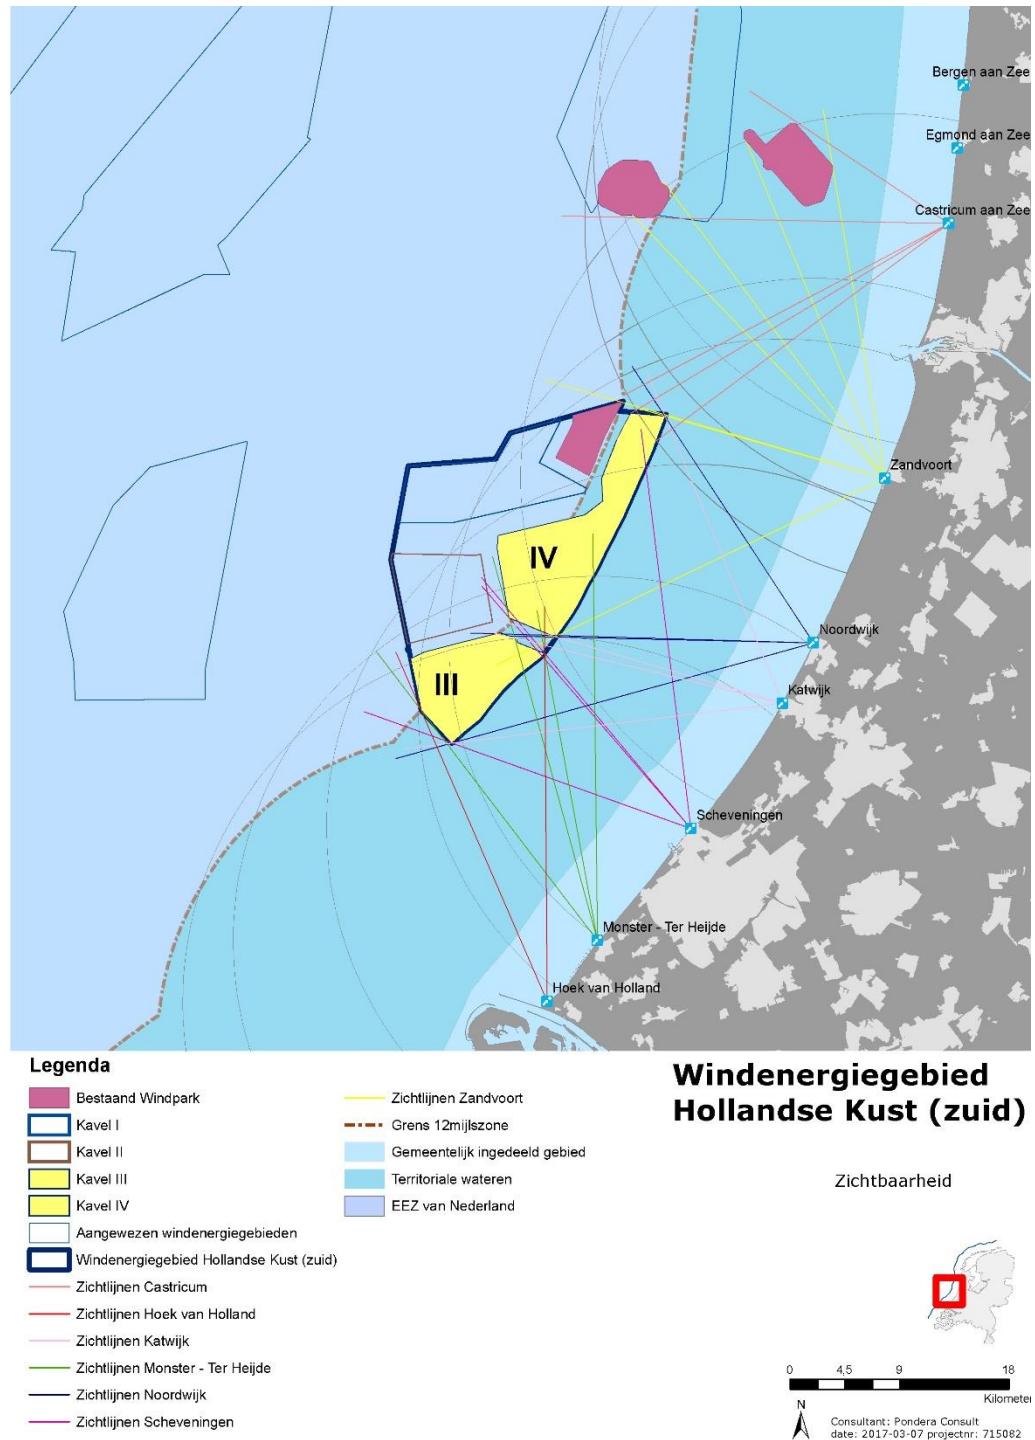 Bergen aan Zee
Egmond aan Zee
Castricum aan Zee
Zandvoort
IV
Noordwijk
III
Katwijk
Scheveningen
Monster - Ter Heijde
Hoek van Holland
Legenda
Bestaand Windpark
Kavel I
Kavel II
Kavel III
Kavel IV
Aangewezen windenergiegebieden
Windenergiegebied Hollandse Kust (zuid)
Zichtlijnen Castricum
Zichtlijnen Hoek van Holland
Zichtlijnen Katwijk
Zichtlijnen Monster - Ter Heijde
Zichtlijnen Noordwijk
Zichtlijnen Scheveningen
Zichtlijnen Zandvoort
Grens 12mijlszone
Gemeentelijk ingedeeld gebied
Territoriale wateren
EEZ van Nederland
Windenergiegebied
Hollandse Kust (zuid)
Zichtbaarheid
0 4,5 9 18
Kilometer
N
Consultant: Pondera Consult
date: 2017-03-07 projectnr: 715082